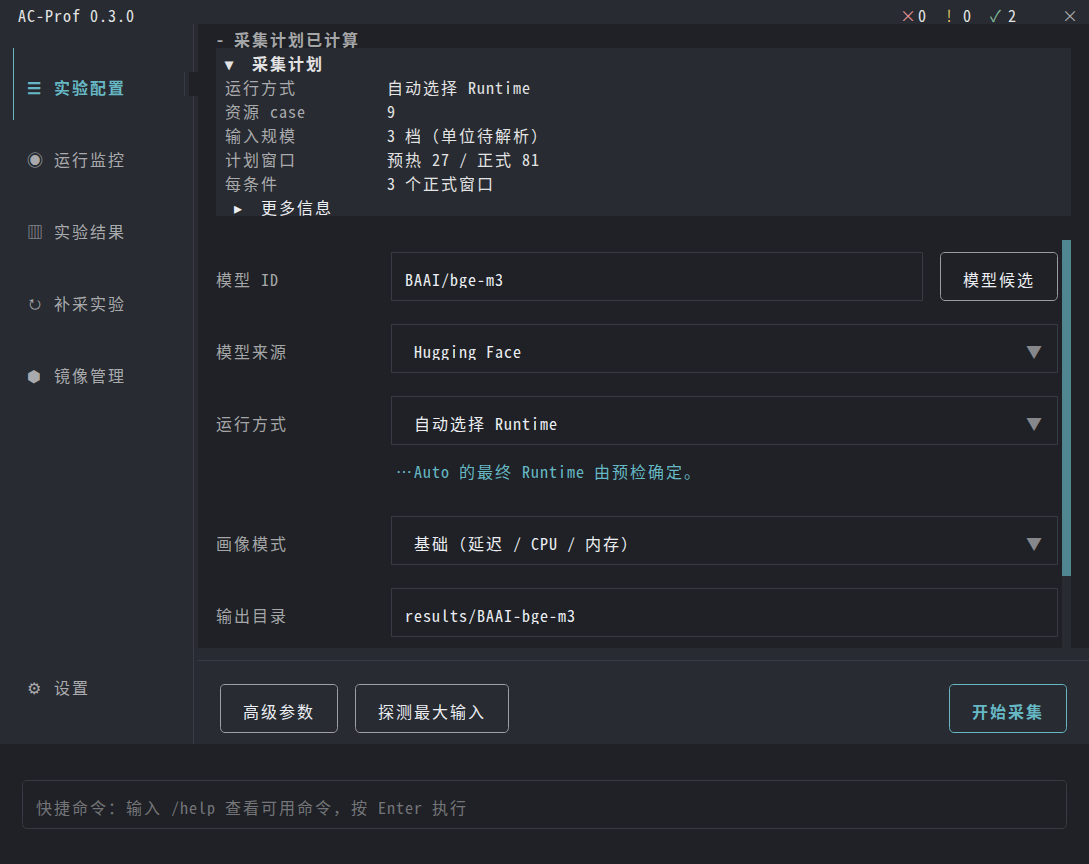 AC-Prof 0.3.0
0 ! 0 ✓ 2
- 采集计划已计算
▼ 采集计划
运行方式 自动选择 Runtime
资源 case 9
输入规模 3 档（单位待解析）
计划窗口 预热 27 / 正式 81
每条件 3 个正式窗口
▶ 更多信息
实验配置
运行监控
实验结果
补采实验
镜像管理
设置
模型 ID BAAI/bge-m3 模型候选
模型来源 Hugging Face
运行方式 自动选择 Runtime
…Auto 的最终 Runtime 由预检确定。
画像模式 基础（延迟 / CPU / 内存）
输出目录 results/BAAI-bge-m3
高级参数 探测最大输入 开始采集
快捷命令: 输入 /help 查看可用命令, 按 Enter 执行